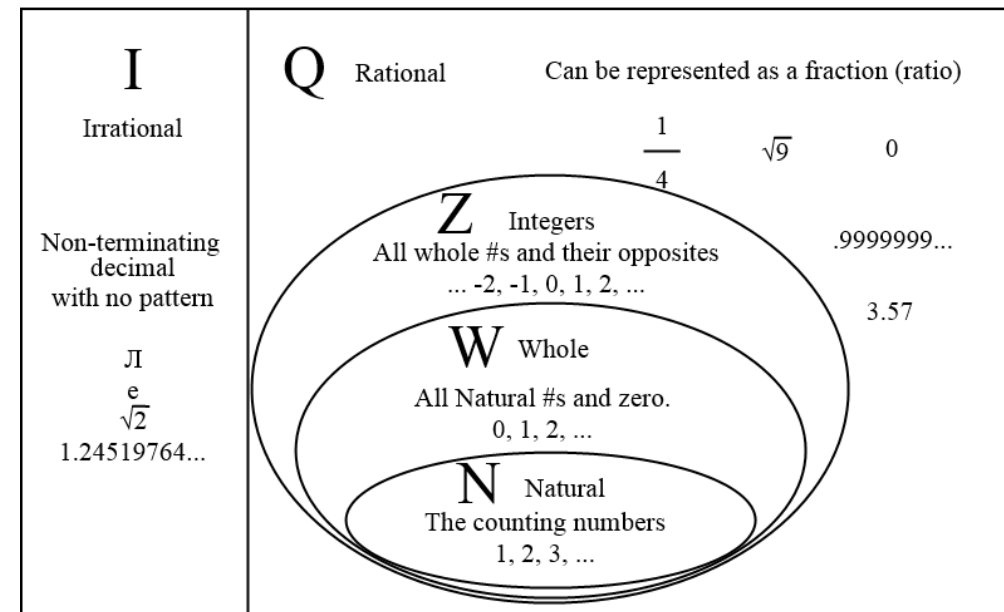 I
Irrational
Non-terminating
decimal
with no pattern
Л
e
√2
1.24519764...
Q Rational Can be represented as a fraction (ratio)
1
4
√9 0
.9999999...
3.57
Z Integers
All whole #s and their opposites
... -2, -1, 0, 1, 2, ...
W Whole
All Natural #s and zero.
0, 1, 2, ...
N Natural
The counting numbers
1, 2, 3, ...